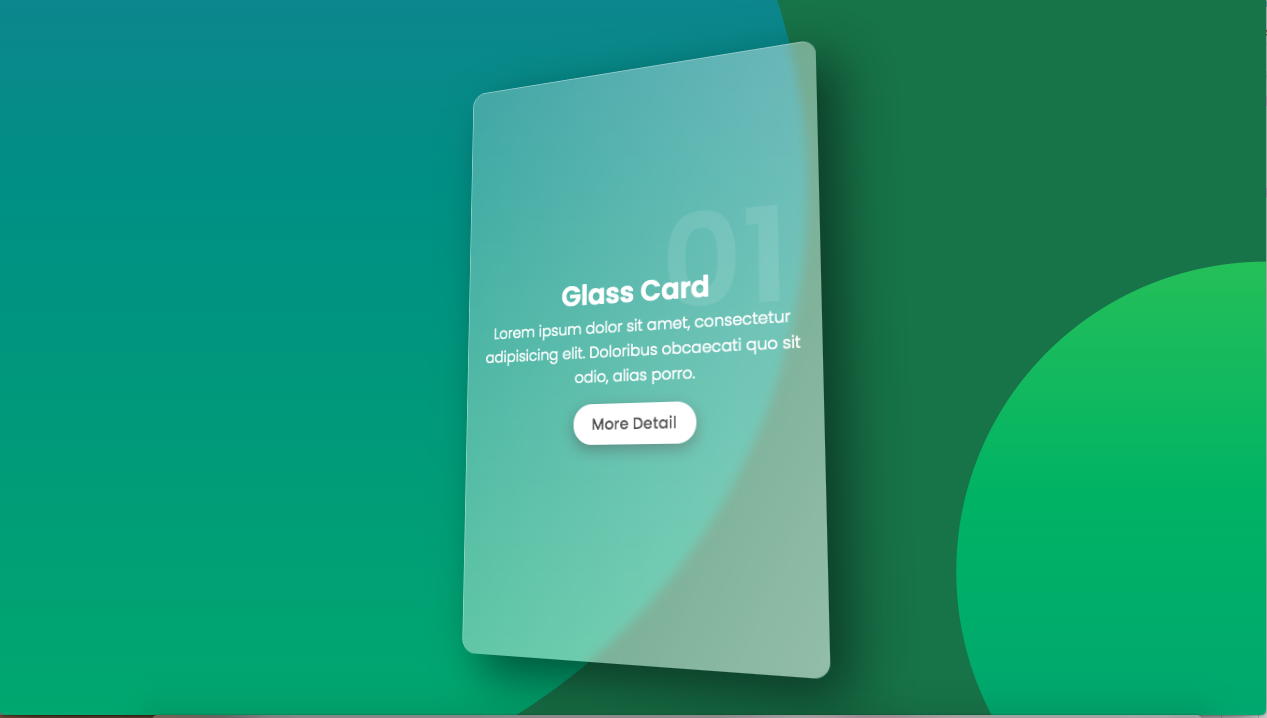 01
Glass Card
Lorem ipsum dolor sit amet, consectetur
adipisicing elit. Doloribus obcaecati quo sit
odio, alias porro.
More Detail